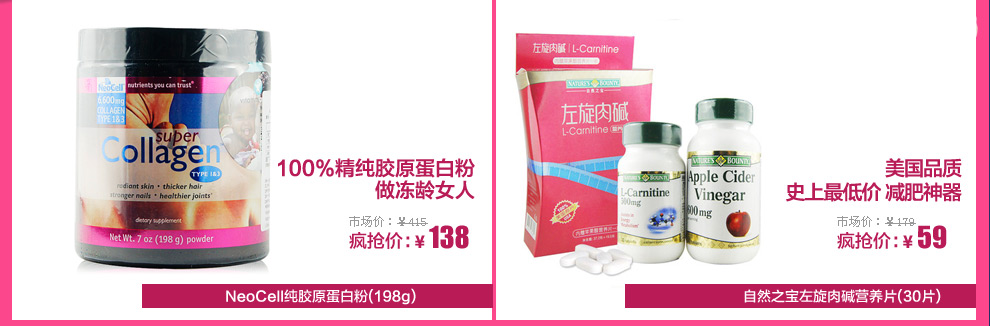 NeoCell
nutrients you can trust
6,600mg
COLLAGEN
TYPE 1&3
super
Collagen
TYPE 1&3
radiant skin • thicker hair
stronger nails • healthier joints
dietary supplement
Net Wt. 7 oz (198 g) powder
100%精纯胶原蛋白粉
做冻龄女人
市场价：¥415
疯抢价：¥ 138
NeoCell纯胶原蛋白粉(198g)
左旋肉碱 L-Carnitine
NATURE'S BOUNTY
左旋肉碱
L-Carnitine
NATURE'S BOUNTY
L-Carnitine
500mg
NATURE'S BOUNTY
Apple Cider
Vinegar
600mg
美国品质
史上最低价 减肥神器
市场价：¥179
疯抢价：¥ 59
自然之宝左旋肉碱营养片(30片)